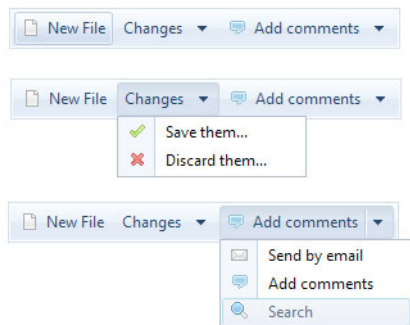 New File Changes Add comments
New File Changes Add comments
Save them...
Discard them...
New File Changes Add comments
Send by email
Add comments
Search